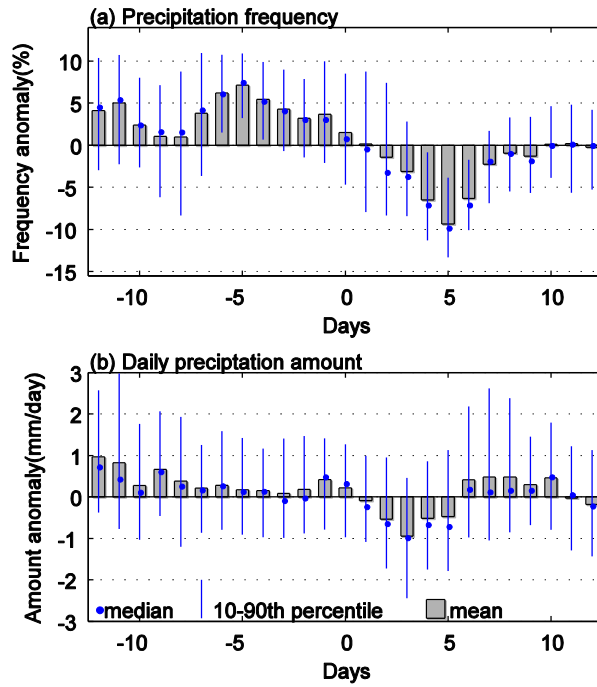 (a) Precipitation frequency
10
5
0
-5
-10
-15
Frequency anomaly(%)
-10 -5 0 5 10
Days
(b) Daily preciptation amount
3
2
1
0
-1
-2
-3
Amount anomaly(mm/day)
median 10-90th percentile mean
-10 -5 0 5 10
Days